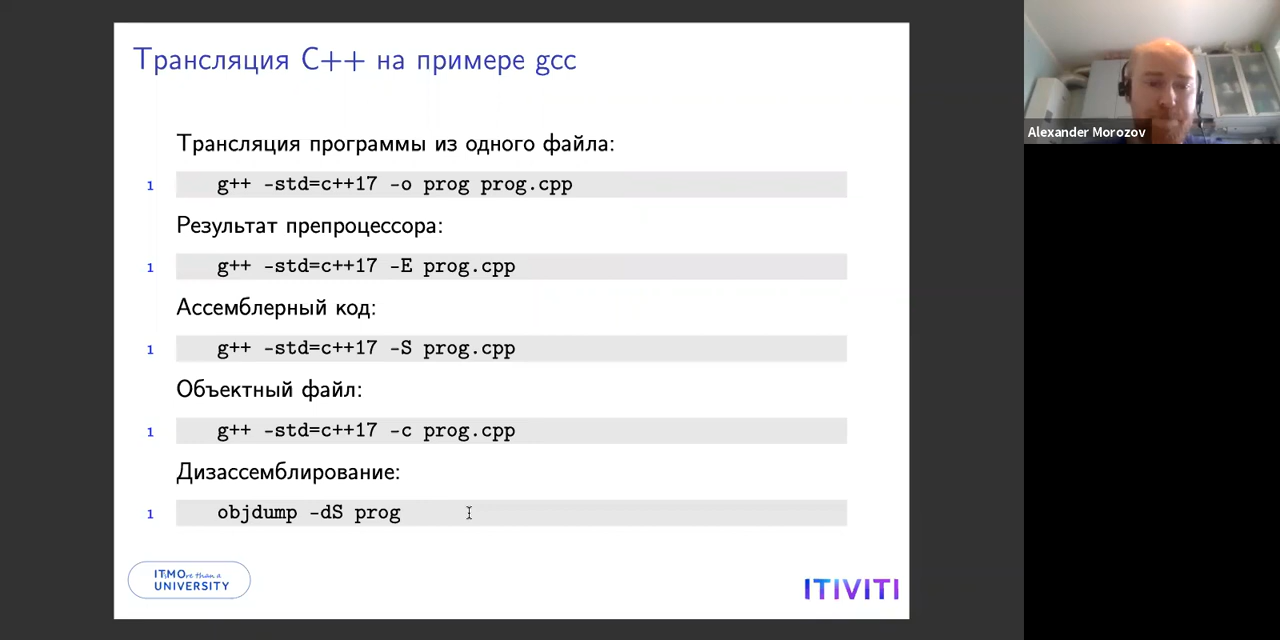 Трансляция C++ на примере gcc
Alexander Morozov
Трансляция программы из одного файла:
1 g++ -std=c++17 -o prog prog.cpp
Результат препроцессора:
1 g++ -std=c++17 -E prog.cpp
Ассемблерный код:
1 g++ -std=c++17 -S prog.cpp
Объектный файл:
1 g++ -std=c++17 -c prog.cpp
Дизассемблирование:
1 objdump -dS prog
ITMOre than a
UNIVERSITY
ITIVITI